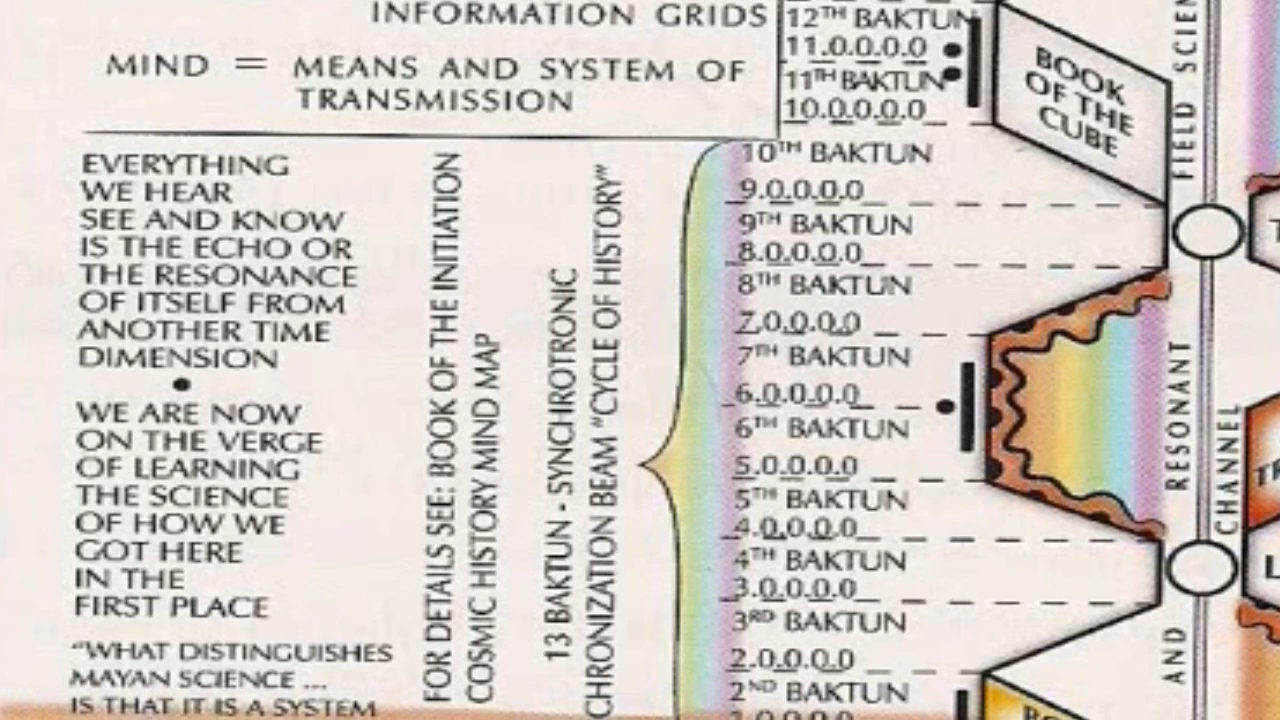 INFORMATION GRIDS
MIND = MEANS AND SYSTEM OF
TRANSMISSION
EVERYTHING
WE HEAR
SEE AND KNOW
IS THE ECHO OR
THE RESONANCE
OF ITSELF FROM
ANOTHER TIME
DIMENSION
•
WE ARE NOW
ON THE VERGE
OF LEARNING
THE SCIENCE
OF HOW WE
GOT HERE
IN THE
FIRST PLACE
"WHAT DISTINGUISHES
MAYAN SCIENCE ...
IS THAT IT IS A SYSTEM
FOR DETAILS SEE: BOOK OF THE INITIATION
COSMIC HISTORY MIND MAP
13 BAKTUN - SYNCHROTRONIC
CHRONIZATION BEAM "CYCLE OF HISTORY"
12TH BAKTUN
11.0.0.0.0
11TH BAKTUN
10.0.0.0.0
10TH BAKTUN
9.0.0.0.0
9TH BAKTUN
8.0.0.0.0
8TH BAKTUN
7.0.0.0.0
7TH BAKTUN
6.0.0.0.0
6TH BAKTUN
5.0.0.0.0
5TH BAKTUN
4.0.0.0.0
4TH BAKTUN
3.0.0.0.0
3RD BAKTUN
2.0.0.0.0
2ND BAKTUN
BOOK
OF THE
CUBE
FIELD
RESONANT
CHANNEL
AND